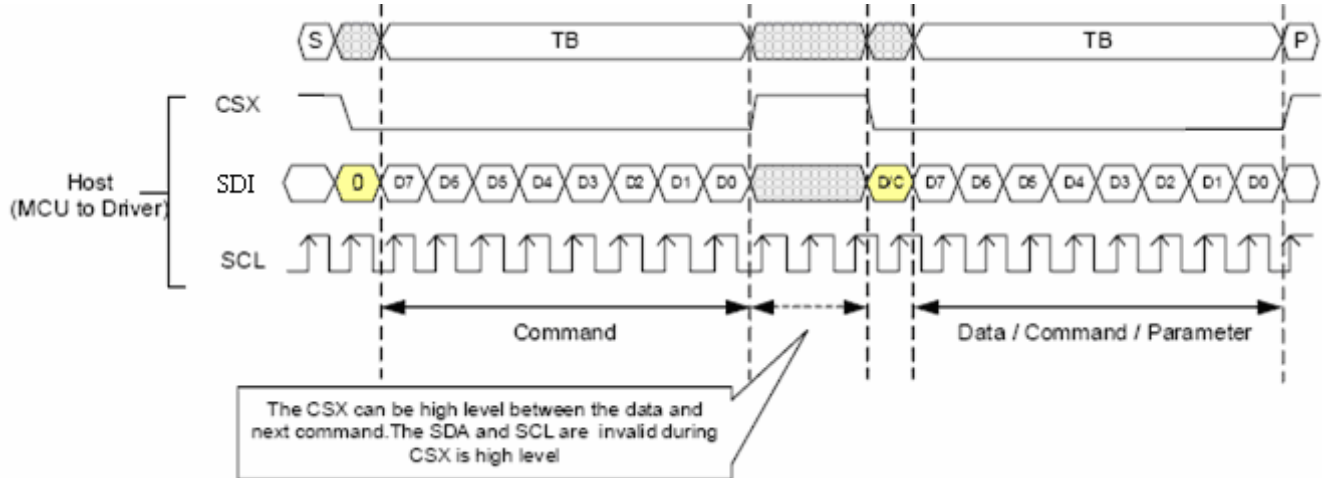 S TB TB P
CSX
SDI 0 D7 D6 D5 D4 D3 D2 D1 D0 D/C D7 D6 D5 D4 D3 D2 D1 D0
Host
(MCU to Driver)
SCL
Command
Data / Command / Parameter
The CSX can be high level between the data and
next command.The SDA and SCL are invalid during
CSX is high level